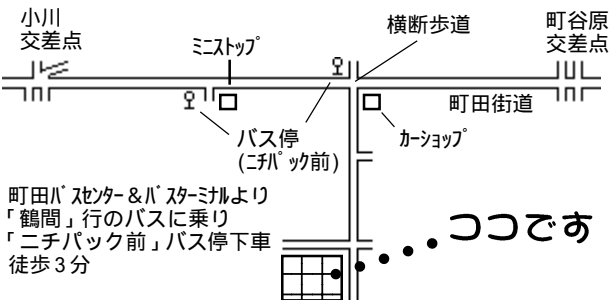 小川
交差点
ﾐﾆｽﾄｯﾌﾟ
横断歩道
町谷原
交差点
町田街道
バス停
(ﾆﾁﾊﾟｯｸ前)
ｶｰｼｮｯﾌﾟ
町田ﾊﾞｽｾﾝﾀｰ&ﾊﾞｽﾀｰﾐﾅﾙより
「鶴間」行のバスに乗り
「ニチパック前」バス停下車
徒歩3分
ココです